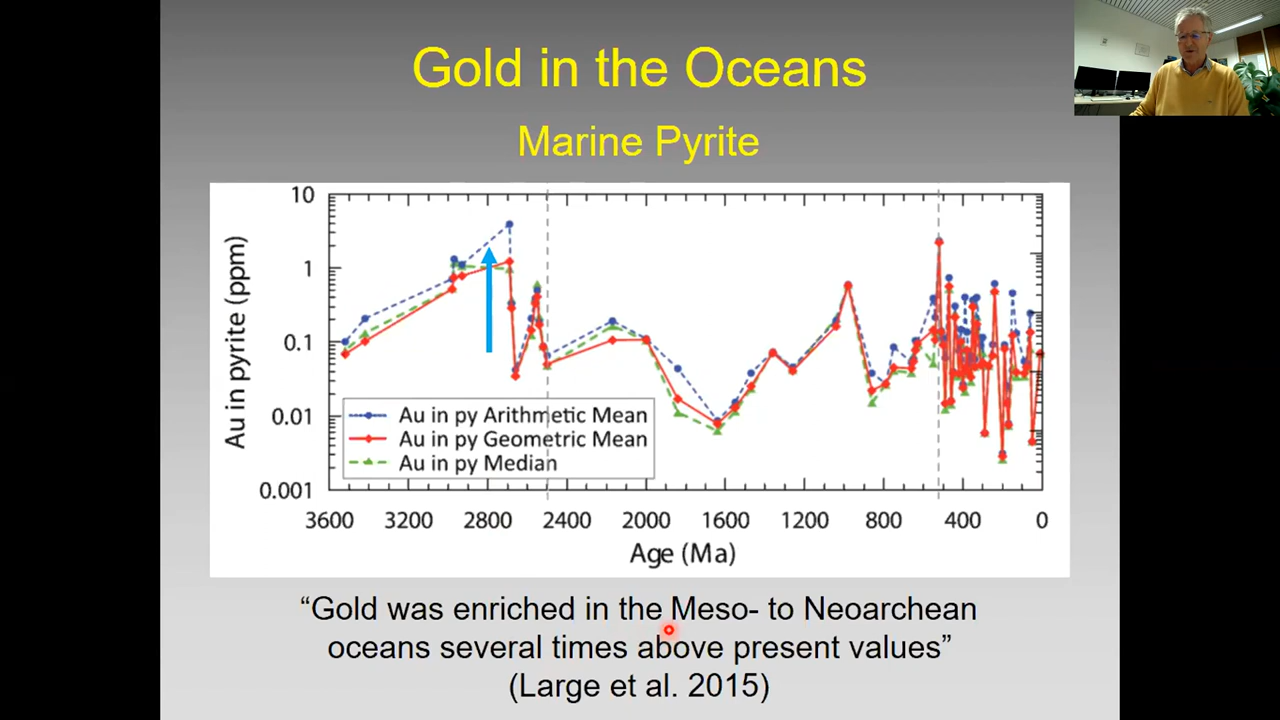 Gold in the Oceans
Marine Pyrite
10
1
0.1
0.01
0.001
Au in pyrite (ppm)
Au in py Arithmetic Mean
Au in py Geometric Mean
Au in py Median
3600 3200 2800 2400 2000 1600 1200 800 400 0
Age (Ma)
“Gold was enriched in the Meso- to Neoarchean
oceans several times above present values”
(Large et al. 2015)